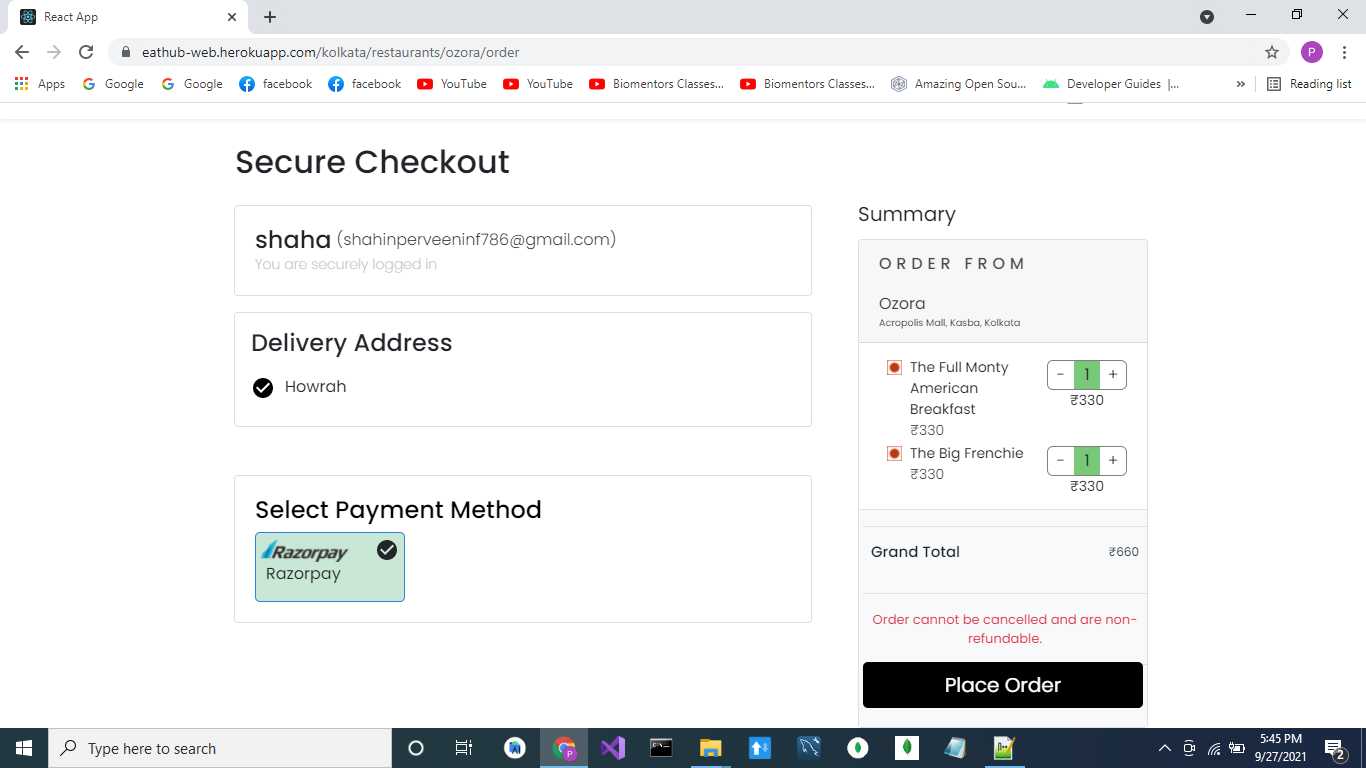 React App
eathub-web.herokuapp.com/kolkata/restaurants/ozora/order
P
Apps
Google
Google
facebook
facebook
YouTube
YouTube
Biomentors Classes...
Biomentors Classes...
Amazing Open Sou...
Developer Guides |...
»
Reading list
Secure Checkout
shaha (shahinperveeninf786@gmail.com)
You are securely logged in
Delivery Address
Howrah
Select Payment Method
Razorpay
Razorpay
Summary
ORDER FROM
Ozora
Acropolis Mall, Kasba, Kolkata
The Full Monty
American
Breakfast
₹330
- 1 +
₹330
The Big Frenchie
₹330
- 1 +
₹330
Grand Total ₹660
Order cannot be cancelled and are non-
refundable.
Place Order
Type here to search
P
5:45 PM
9/27/2021
2